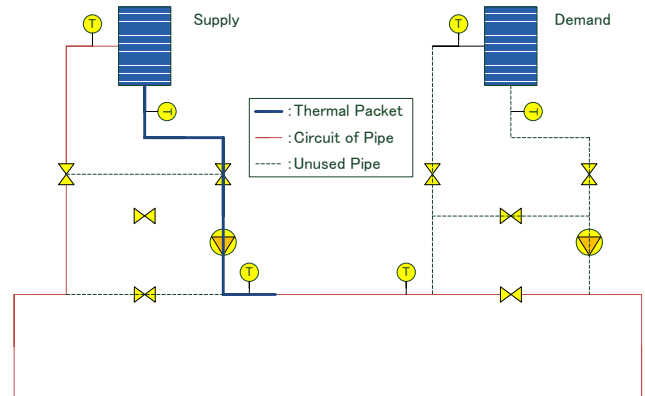 Supply
Demand
T
T
T
T
: Thermal Packet
: Circuit of Pipe
: Unused Pipe
T
T